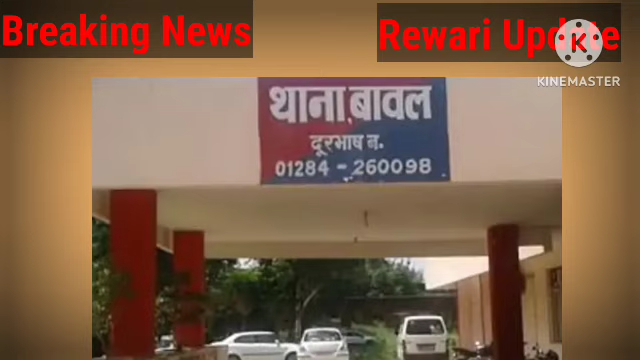 Breaking News
Rewari Update
K
KINEMASTER
थाना, बावल
दूरभाष न.
01284 - 260098